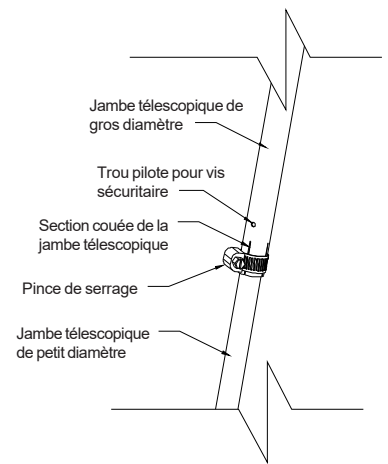 Jambe télescopique de
gros diamètre
Trou pilote pour vis
sécuritaire
Section couée de la
jambe télescopique
Pince de serrage
Jambe télescopique
de petit diamètre